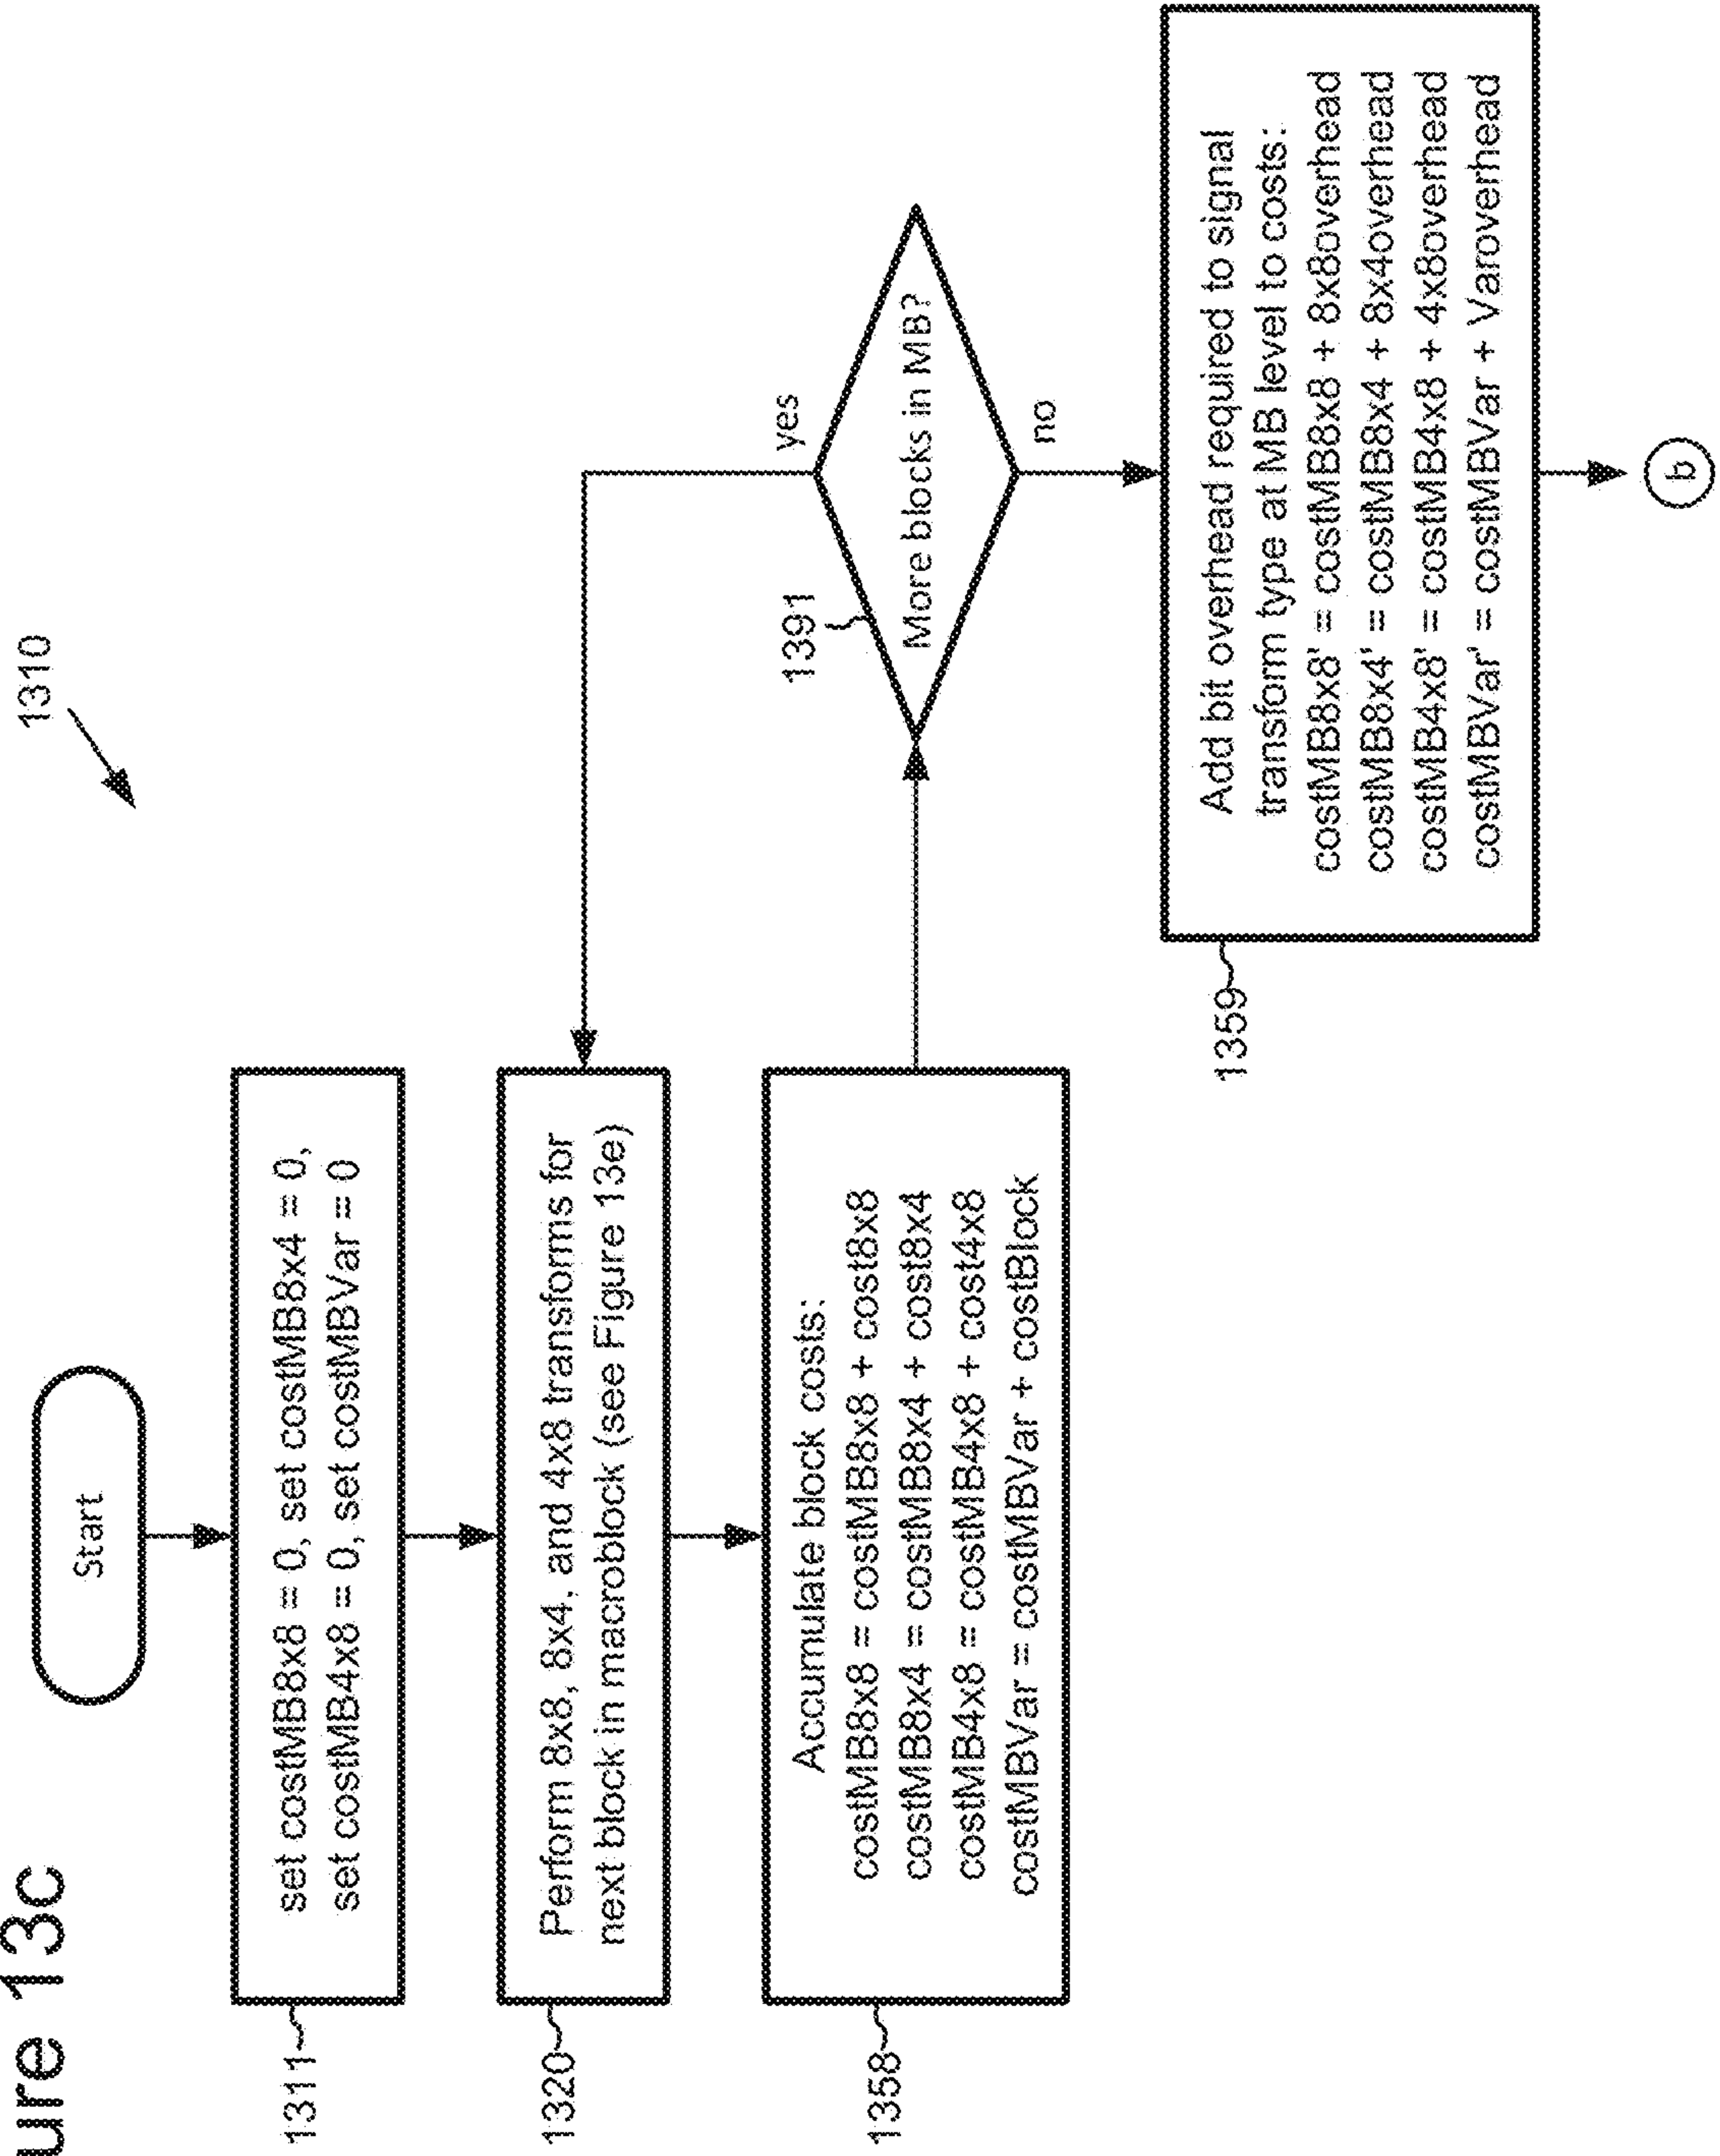 ure 13c
1310
Start
1311
set costMB8x8 = 0, set costMB8x4 = 0,
set costMB4x8 = 0, set costMBVar = 0
1320
Perform 8x8, 8x4, and 4x8 transforms for
next block in macroblock (see Figure 13e)
1358
Accumulate block costs:
costMB8x8 = costMB8x8 + cost8x8
costMB8x4 = costMB8x4 + cost8x4
costMB4x8 = costMB4x8 + cost4x8
costMBVar = costMBVar + costBlock
1391
More blocks in MB?
yes
no
1359
Add bit overhead required to signal
transform type at MB level to costs:
costMB8x8' = costMB8x8 + 8x8overhead
costMB8x4' = costMB8x4 + 8x4overhead
costMB4x8' = costMB4x8 + 4x8overhead
costMBVar' = costMBVar + Varoverhead
b